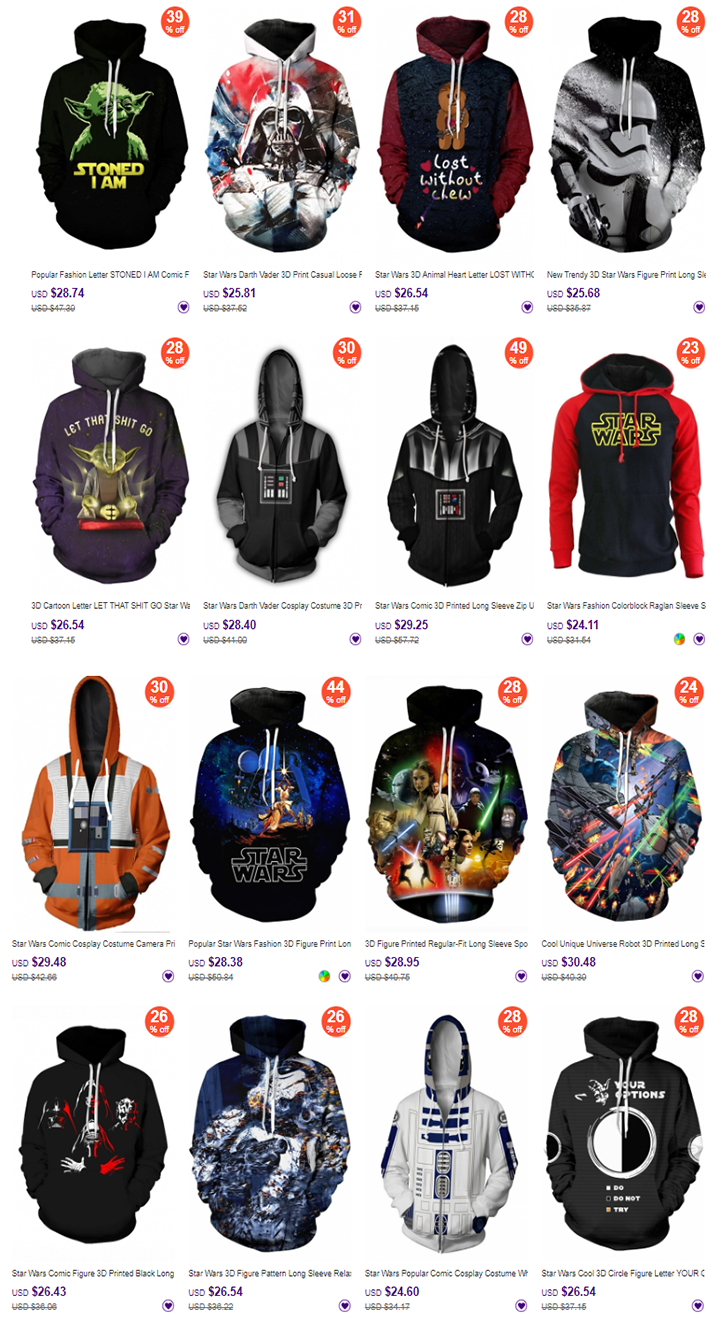 39
% off
31
% off
28
% off
28
% off
STONED
I AM
lost
without
chew
Popular Fashion Letter STONED I AM Comic F
Star Wars Darth Vader 3D Print Casual Loose F
Star Wars 3D Animal Heart Letter LOST WITHO
New Trendy 3D Star Wars Figure Print Long Sle
USD $28.74
USD $25.81
USD $26.54
USD $25.68
USD $47.39
USD $37.52
USD $37.15
USD $35.87
28
% off
30
% off
49
% off
23
% off
LET THAT SHIT GO
STAR
WARS
3D Cartoon Letter LET THAT SHIT GO Star Wa
Star Wars Darth Vader Cosplay Costume 3D Pr
Star Wars Comic 3D Printed Long Sleeve Zip U
Star Wars Fashion Colorblock Raglan Sleeve S
USD $26.54
USD $28.40
USD $29.25
USD $24.11
USD $37.15
USD $41.00
USD $57.72
USD $31.54
30
% off
44
% off
28
% off
24
% off
STAR
WARS
Star Wars Comic Cosplay Costume Camera Pri
Popular Star Wars Fashion 3D Figure Print Lon
3D Figure Printed Regular-Fit Long Sleeve Spo
Cool Unique Universe Robot 3D Printed Long S
USD $29.48
USD $28.38
USD $28.95
USD $30.48
USD $42.66
USD $50.34
USD $40.75
USD $40.30
26
% off
26
% off
28
% off
28
% off
YOUR
OPTIONS
DO
DO NOT
TRY
Star Wars Comic Figure 3D Printed Black Long
Star Wars 3D Figure Pattern Long Sleeve Relax
Star Wars Popular Comic Cosplay Costume Wh
Star Wars Cool 3D Circle Figure Letter YOUR O
USD $26.43
USD $26.54
USD $24.60
USD $26.54
USD $36.06
USD $36.22
USD $34.17
USD $37.15